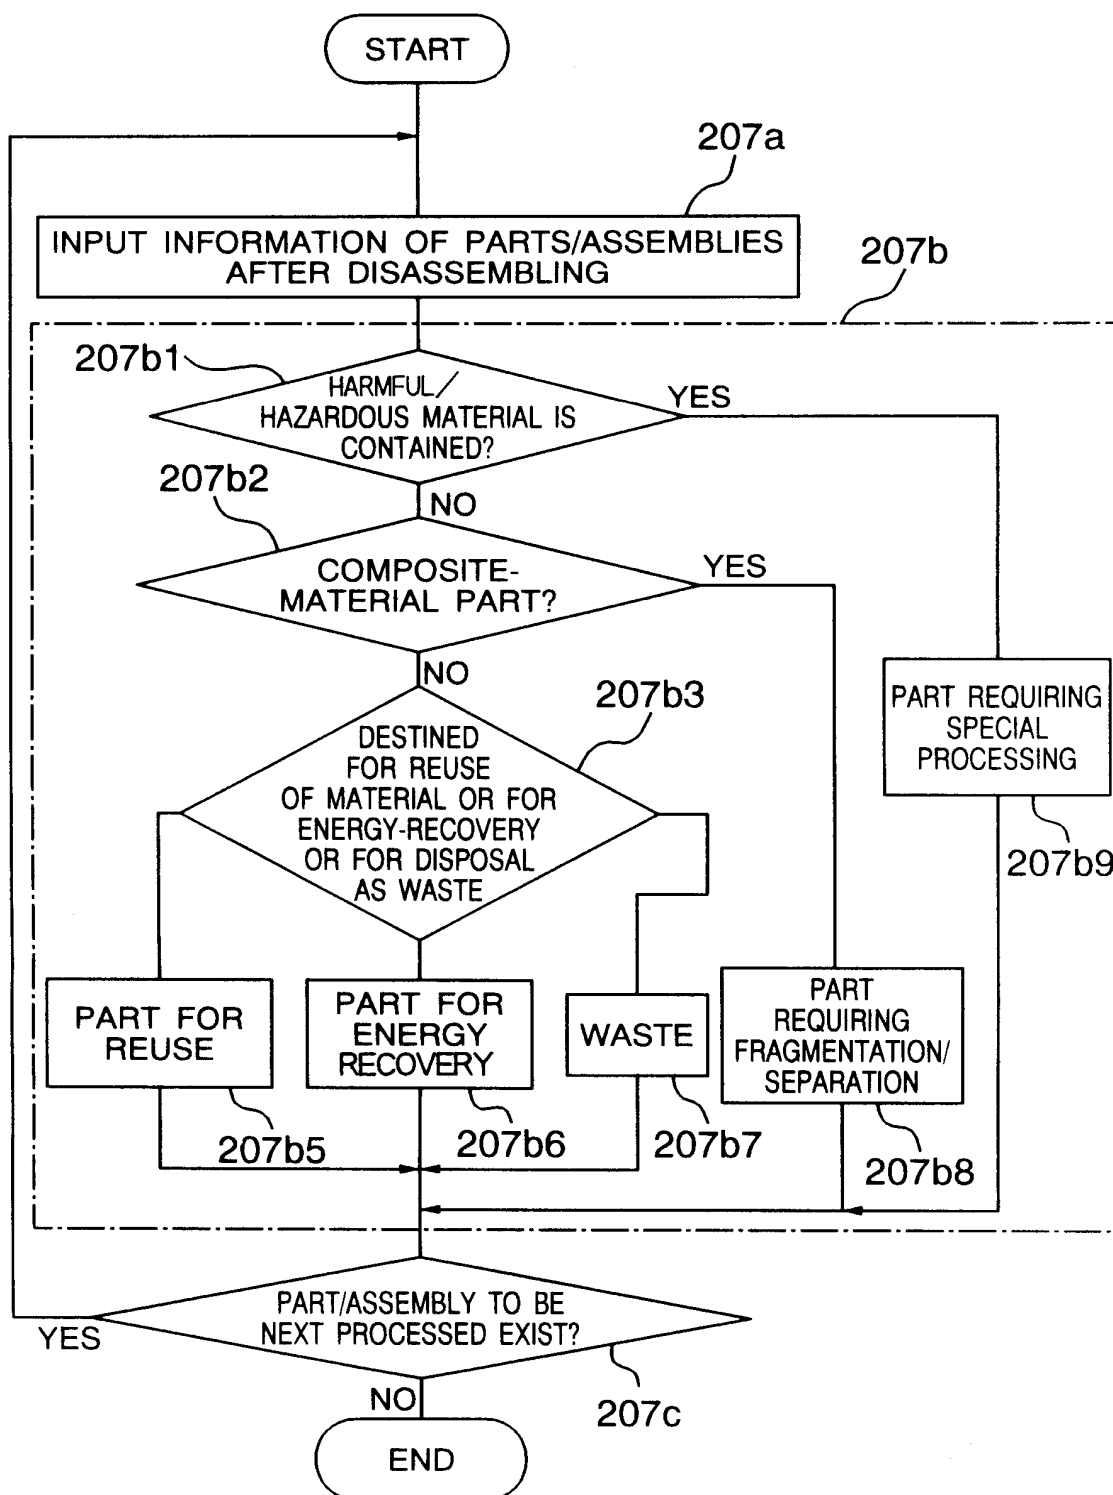 START
207a
INPUT INFORMATION OF PARTS/ASSEMBLIES
AFTER DISASSEMBLING
207b
207b1
HARMFUL/
HAZARDOUS MATERIAL IS
CONTAINED?
YES
NO
207b2
COMPOSITE-
MATERIAL PART?
YES
NO
207b3
DESTINED
FOR REUSE
OF MATERIAL OR FOR
ENERGY-RECOVERY
OR FOR DISPOSAL
AS WASTE
PART REQUIRING
SPECIAL
PROCESSING
207b9
PART FOR
REUSE
207b5
PART FOR
ENERGY
RECOVERY
207b6
WASTE
207b7
PART
REQUIRING
FRAGMENTATION/
SEPARATION
207b8
PART/ASSEMBLY TO BE
NEXT PROCESSED EXIST?
YES
207c
NO
END